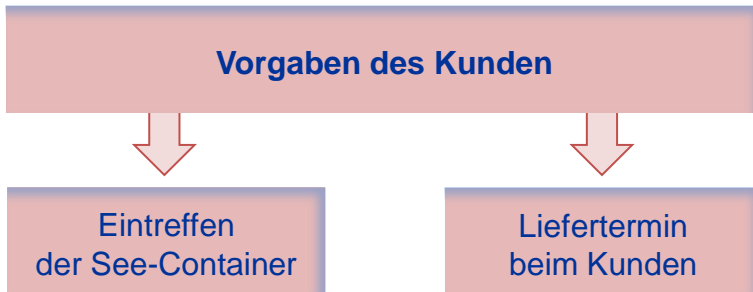 Vorgaben des Kunden
Eintreffen
der See-Container
Liefertermin
beim Kunden